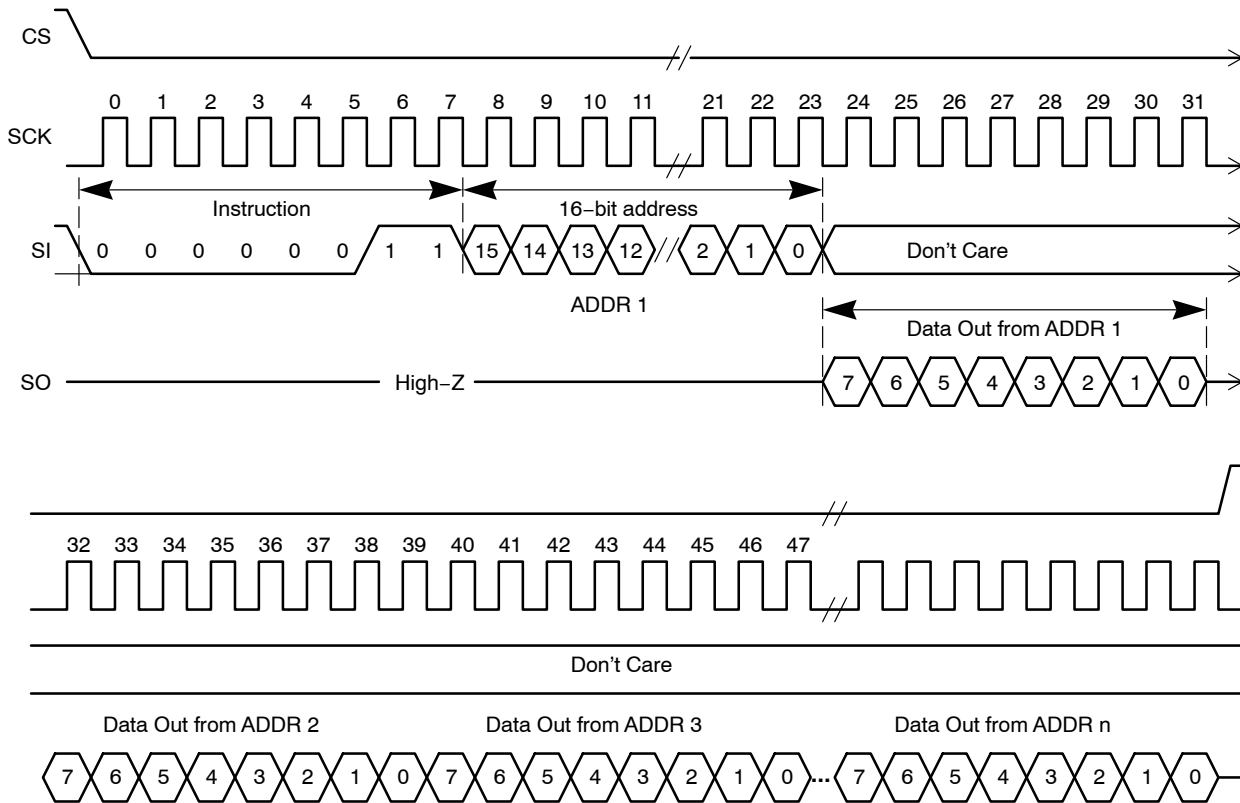 CS
0 1 2 3 4 5 6 7 8 9 10 11 21 22 23 24 25 26 27 28 29 30 31
SCK
Instruction 16−bit address
SI 0 0 0 0 0 0 1 1 15 14 13 12 2 1 0 Don't Care
ADDR 1
Data Out from ADDR 1
SO High−Z 7 6 5 4 3 2 1 0
32 33 34 35 36 37 38 39 40 41 42 43 44 45 46 47
Don't Care
Data Out from ADDR 2 Data Out from ADDR 3 Data Out from ADDR n
7 6 5 4 3 2 1 0 7 6 5 4 3 2 1 0 ... 7 6 5 4 3 2 1 0